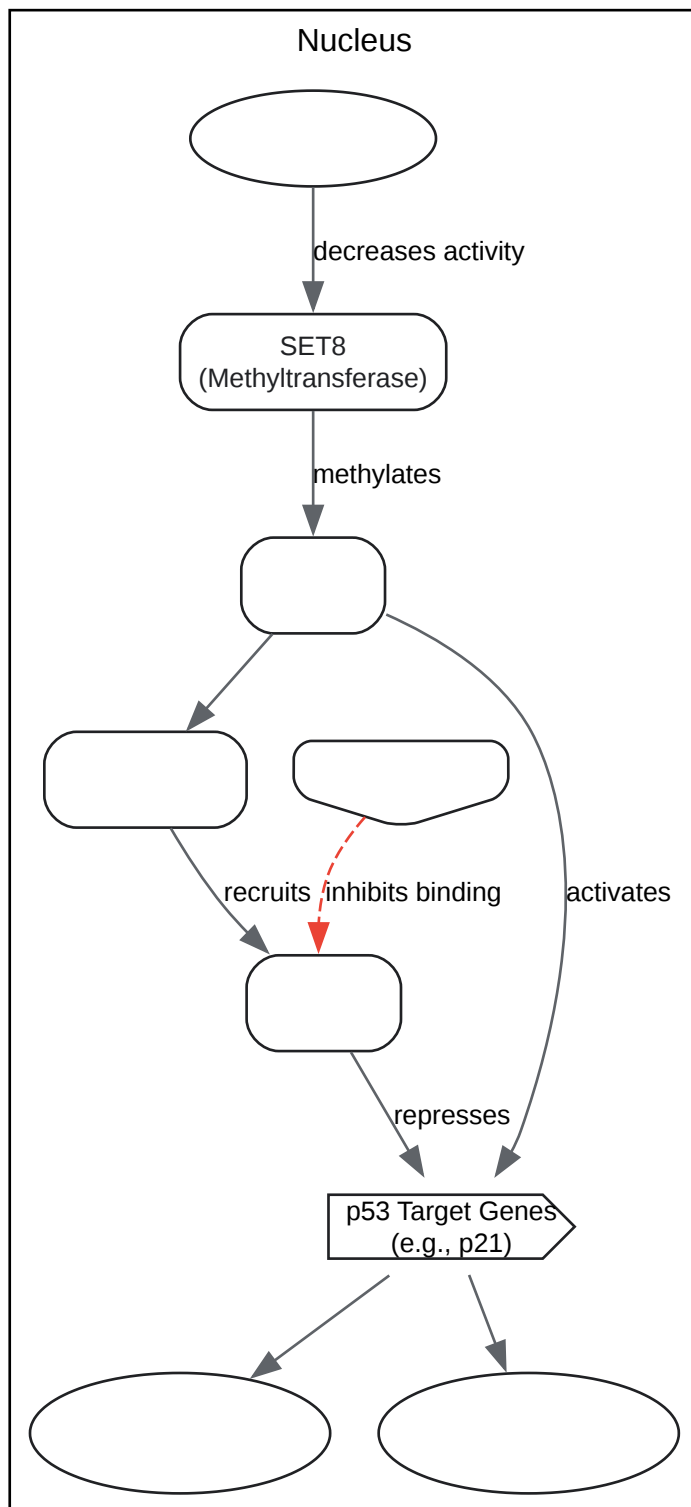 Nucleus
decreases activity
SET8
(Methyltransferase)
methylates
recruits
inhibits binding
activates
represses
p53 Target Genes
(e.g., p21)